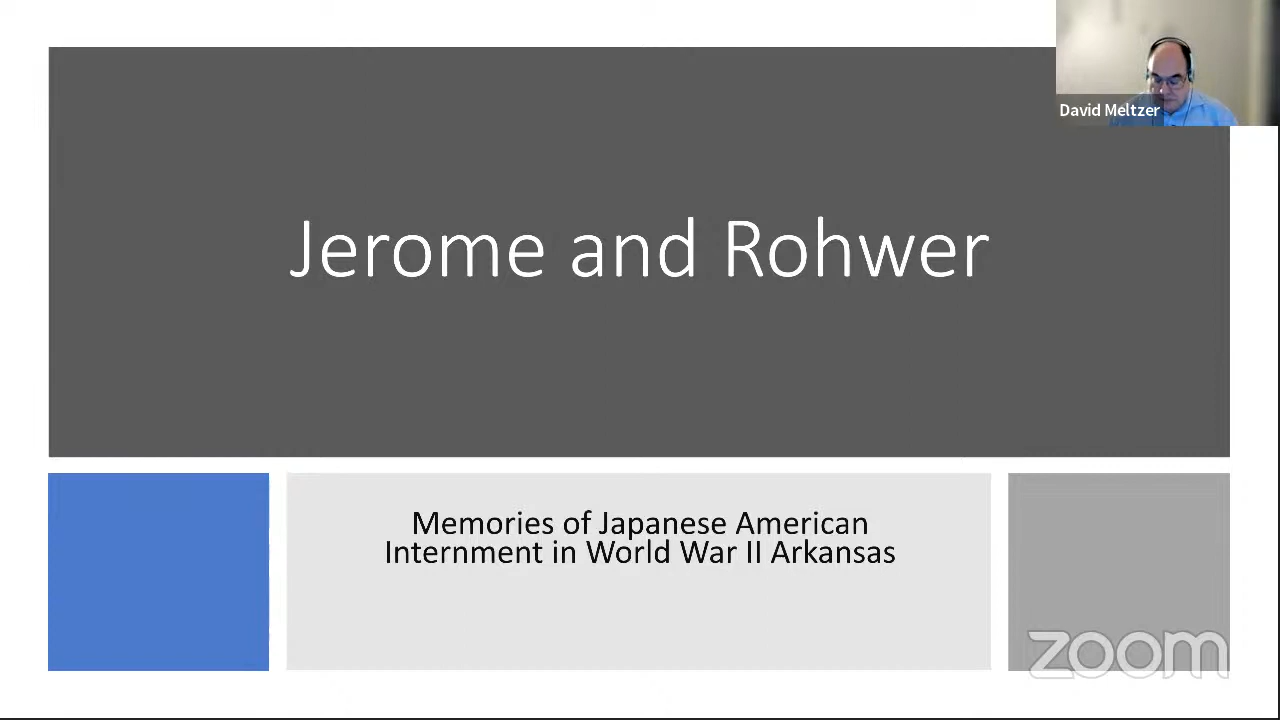 David Meltzer
Jerome and Rohwer
Memories of Japanese American
Internment in World War II Arkansas
zoom